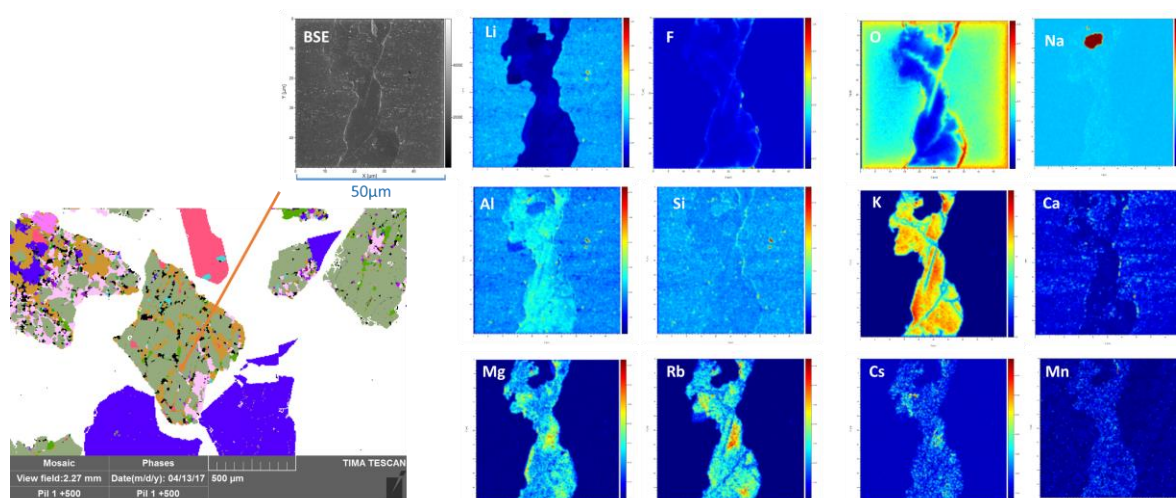 BSE
Li
F
O
Na
X [µm]
50µm
Al
Si
K
Ca
Mg
Rb
Cs
Mn
Mosaic Phases 500 µm TIMA TESCAN
View field:2.27 mm Date(m/d/y): 04/13/17
Pil 1 +500 Pil 1 +500